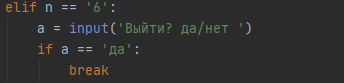 elif n == '6':
    a = input('Выйти? да/нет ')
    if a == 'да':
        break